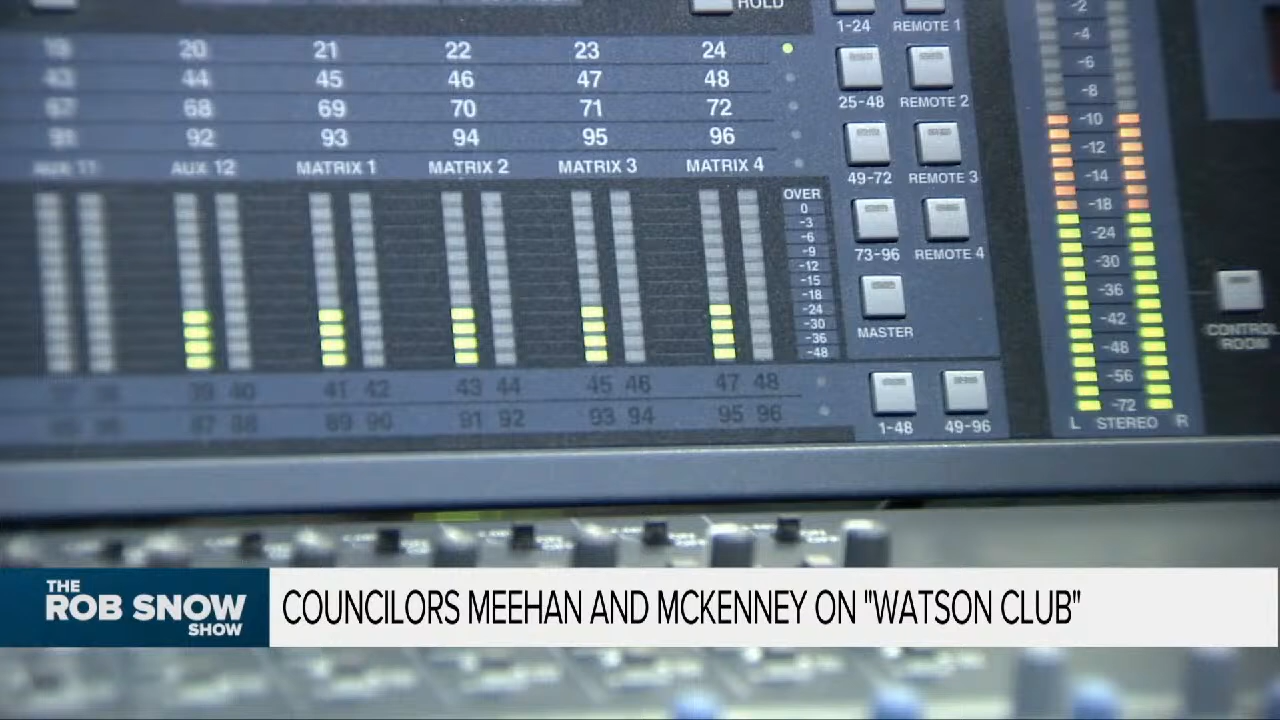 HOLD
1-24 REMOTE 1
19 20 21 22 23 24
43 44 45 46 47 48
67 68 69 70 71 72
91 92 93 94 95 96
AUX 11 AUX 12 MATRIX 1 MATRIX 2 MATRIX 3 MATRIX 4
25-48 REMOTE 2
49-72 REMOTE 3
73-96 REMOTE 4
MASTER
OVER
0
-3
-6
-9
-12
-15
-18
-24
-30
-36
-48
39 40 41 42 43 44 45 46 47 48
87 88 89 90 91 92 93 94 95 96
1-48 49-96
-2
-4
-6
-8
-10
-12
-14
-18
-24
-30
-36
-42
-48
-56
-72
L STEREO R
CONTROL
ROOM
THE
ROB SNOW
SHOW
COUNCILORS MEEHAN AND MCKENNEY ON "WATSON CLUB"